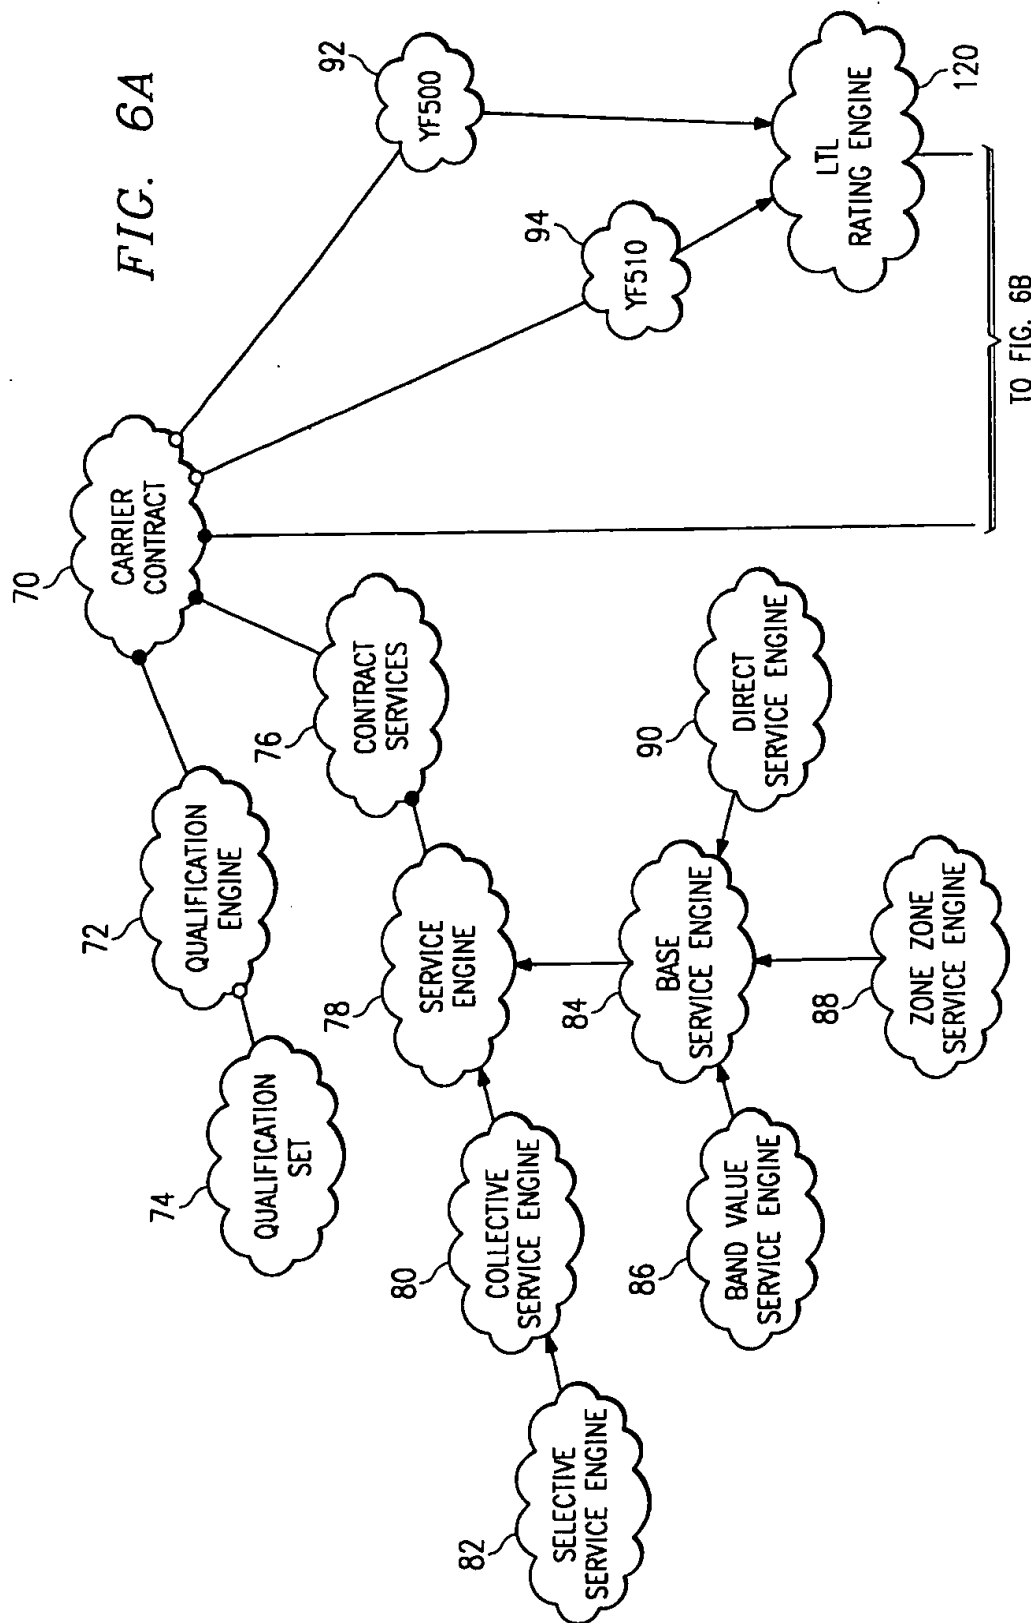 FIG. 6A
70
CARRIER
CONTRACT
92
YF500
72
QUALIFICATION
ENGINE
94
YF510
74
QUALIFICATION
SET
76
CONTRACT
SERVICES
78
SERVICE
ENGINE
80
COLLECTIVE
SERVICE ENGINE
82
SELECTIVE
SERVICE ENGINE
84
BASE
SERVICE ENGINE
90
DIRECT
SERVICE ENGINE
86
BAND VALUE
SERVICE ENGINE
88
ZONE ZONE
SERVICE ENGINE
LTL
RATING ENGINE
120
TO FIG. 6B